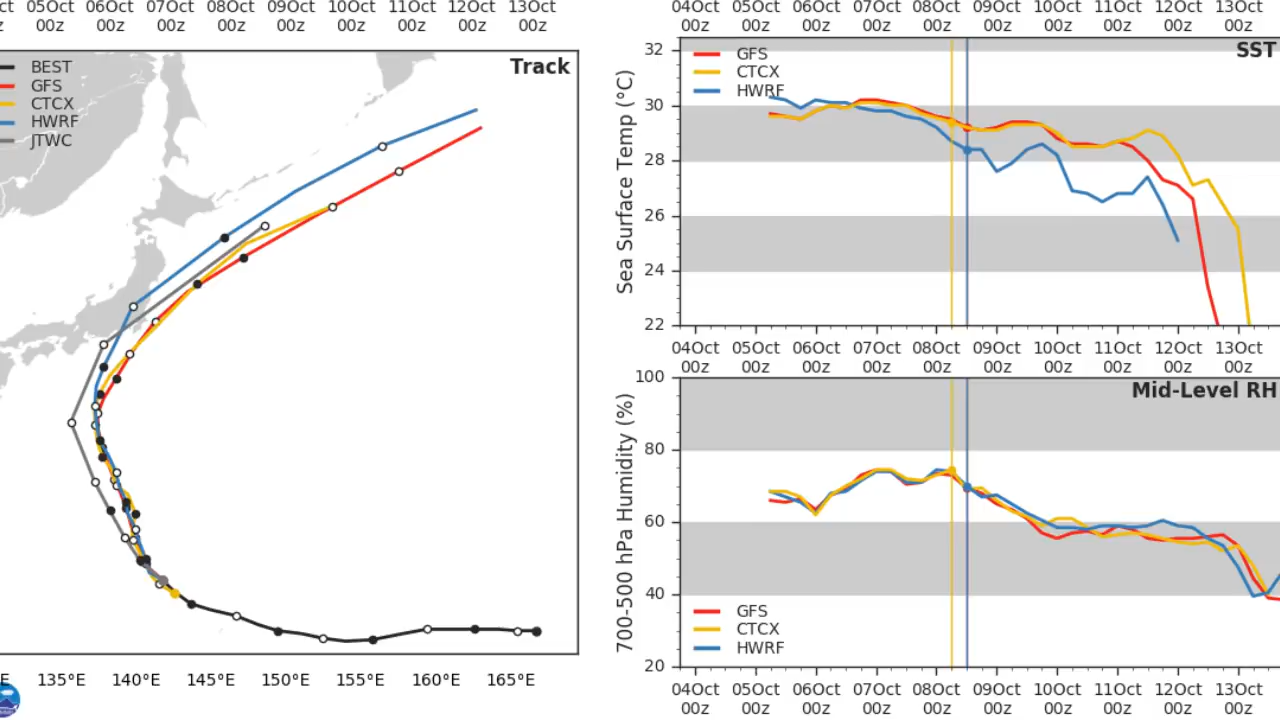 Oct 05Oct 06Oct 07Oct 08Oct 09Oct 10Oct 11Oct 12Oct 13Oct
z 00z 00z 00z 00z 00z 00z 00z 00z 00z
Track
BEST
GFS
CTCX
HWRF
JTWC
E 135°E 140°E 145°E 150°E 155°E 160°E 165°E
04Oct 05Oct 06Oct 07Oct 08Oct 09Oct 10Oct 11Oct 12Oct 13Oct
00z 00z 00z 00z 00z 00z 00z 00z 00z 00z
SST
GFS
CTCX
HWRF
Sea Surface Temp (°C)
32
30
28
26
24
22
04Oct 05Oct 06Oct 07Oct 08Oct 09Oct 10Oct 11Oct 12Oct 13Oct
00z 00z 00z 00z 00z 00z 00z 00z 00z 00z
Mid-Level RH
700-500 hPa Humidity (%)
100
80
60
40
20
GFS
CTCX
HWRF
04Oct 05Oct 06Oct 07Oct 08Oct 09Oct 10Oct 11Oct 12Oct 13Oct
00z 00z 00z 00z 00z 00z 00z 00z 00z 00z